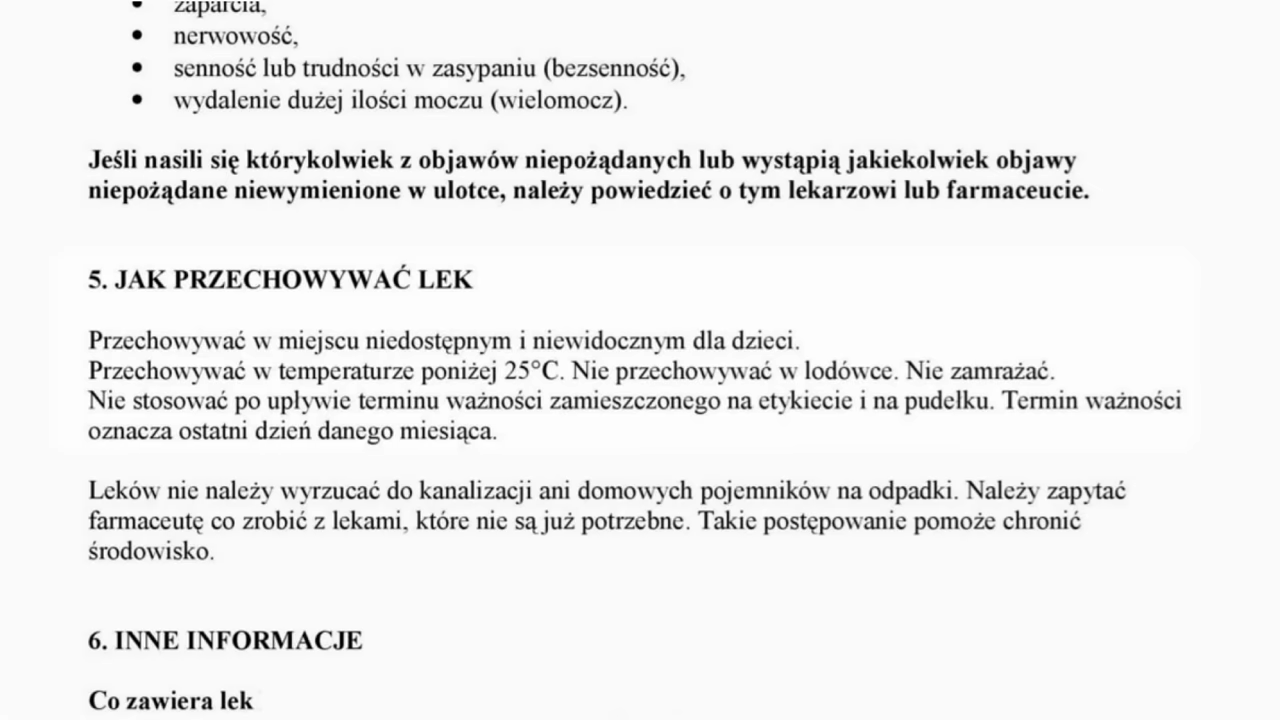 • zaparcia,
• nerwowość,
• senność lub trudności w zasypaniu (bezsenność),
• wydalenie dużej ilości moczu (wielomocz).
Jeśli nasili się którykolwiek z objawów niepożądanych lub wystąpią jakiekolwiek objawy
niepożądane niewymienione w ulotce, należy powiedzieć o tym lekarzowi lub farmaceucie.
5. JAK PRZECHOWYWAĆ LEK
Przechowywać w miejscu niedostępnym i niewidocznym dla dzieci.
Przechowywać w temperaturze poniżej 25°C. Nie przechowywać w lodówce. Nie zamrażać.
Nie stosować po upływie terminu ważności zamieszczonego na etykiecie i na pudełku. Termin ważności
oznacza ostatni dzień danego miesiąca.
Leków nie należy wyrzucać do kanalizacji ani domowych pojemników na odpadki. Należy zapytać
farmaceutę co zrobić z lekami, które nie są już potrzebne. Takie postępowanie pomoże chronić
środowisko.
6. INNE INFORMACJE
Co zawiera lek